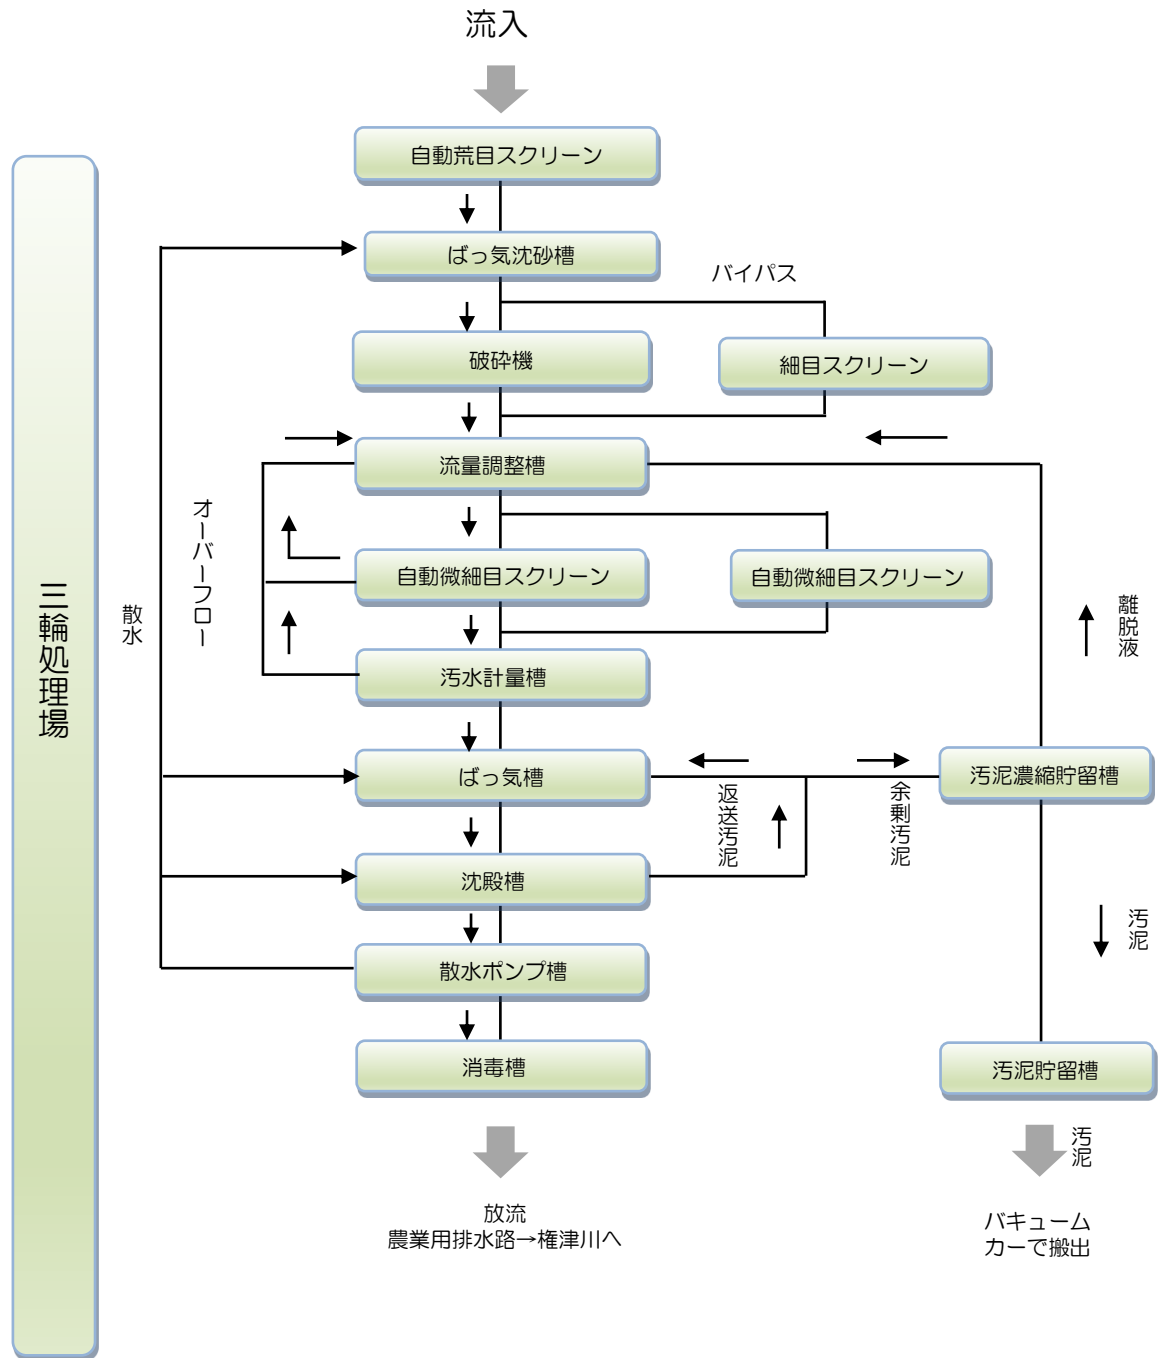 流入
三輪処理場
自動荒目スクリーン
ばっ気沈砂槽
バイパス
破砕機
細目スクリーン
流量調整槽
オーバーフロー
散水
自動微細目スクリーン
自動微細目スクリーン
離脱液
汚水計量槽
ばっ気槽
返送汚泥
余剰汚泥
汚泥濃縮貯留槽
沈殿槽
汚泥
散水ポンプ槽
消毒槽
汚泥貯留槽
汚泥
放流
農業用排水路→権津川へ
バキューム
カーで搬出